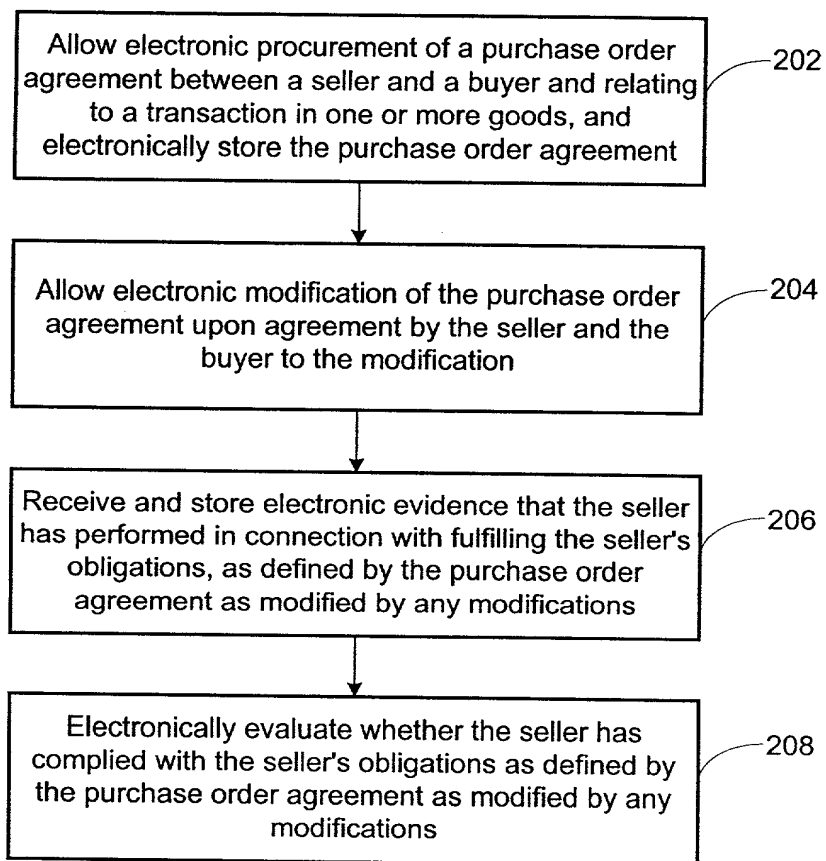 Allow electronic procurement of a purchase order
agreement between a seller and a buyer and relating
to a transaction in one or more goods, and
electronically store the purchase order agreement
202
Allow electronic modification of the purchase order
agreement upon agreement by the seller and the
buyer to the modification
204
Receive and store electronic evidence that the seller
has performed in connection with fulfilling the seller's
obligations, as defined by the purchase order
agreement as modified by any modifications
206
Electronically evaluate whether the seller has
complied with the seller's obligations as defined by
the purchase order agreement as modified by any
modifications
208